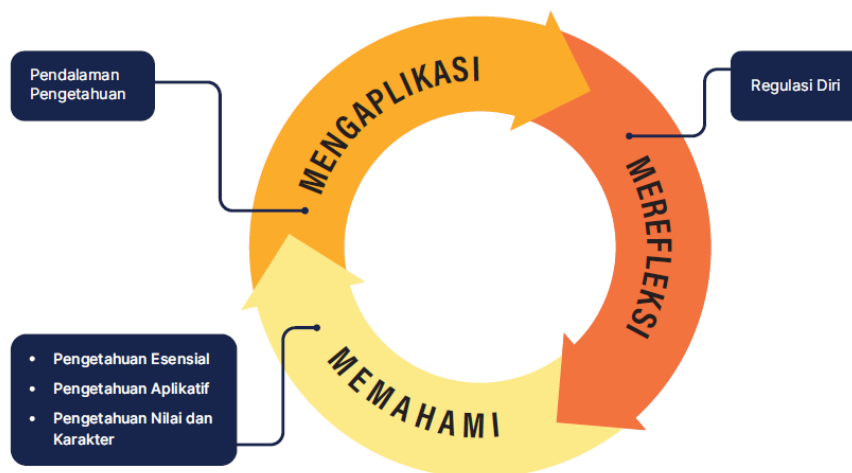 Pendalaman
Pengetahuan
MENGAPLIKASI
Regulasi Diri
MEREFLEKSI
• Pengetahuan Esensial
• Pengetahuan Aplikatif
• Pengetahuan Nilai dan
Karakter
MEMAHAMI